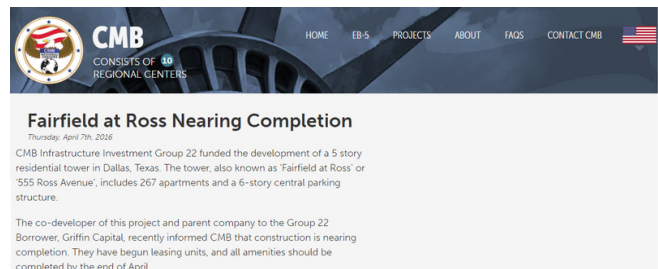 CMB
CONSISTS OF 10
REGIONAL CENTERS
HOME EB-5 PROJECTS ABOUT FAQS CONTACT CMB
Fairfield at Ross Nearing Completion
Thursday, April 7th, 2016
CMB Infrastructure Investment Group 22 funded the development of a 5 story
residential tower in Dallas, Texas. The tower, also known as 'Fairfield at Ross' or
'555 Ross Avenue', includes 267 apartments and a 6-story central parking
structure.
The co-developer of this project and parent company to the Group 22
Borrower, Griffin Capital, recently informed CMB that construction is nearing
completion. They have begun leasing units, and all amenities should be
completed by the end of April.